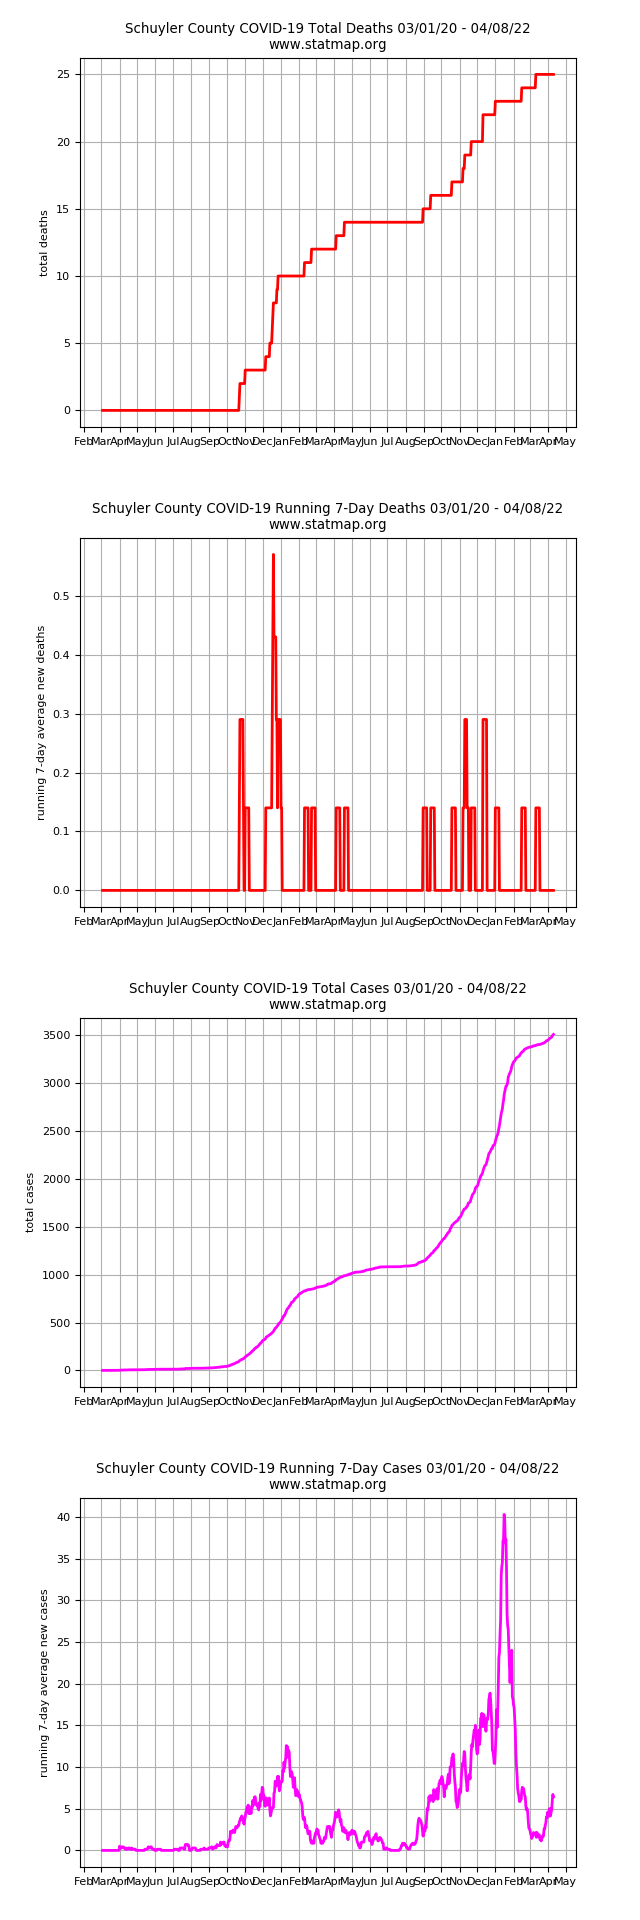 Schuyler County COVID-19 Total Deaths 03/01/20 - 04/08/22
www.statmap.org
25
20
15
10
5
0
total deaths
Feb Mar Apr May Jun Jul Aug Sep Oct Nov Dec Jan Feb Mar Apr May Jun Jul Aug Sep Oct Nov Dec Jan Feb Mar Apr May
Schuyler County COVID-19 Running 7-Day Deaths 03/01/20 - 04/08/22
www.statmap.org
0.5
0.4
0.3
0.2
0.1
0.0
running 7-day average new deaths
Feb Mar Apr May Jun Jul Aug Sep Oct Nov Dec Jan Feb Mar Apr May Jun Jul Aug Sep Oct Nov Dec Jan Feb Mar Apr May
Schuyler County COVID-19 Total Cases 03/01/20 - 04/08/22
www.statmap.org
3500
3000
2500
2000
1500
1000
500
0
total cases
Feb Mar Apr May Jun Jul Aug Sep Oct Nov Dec Jan Feb Mar Apr May Jun Jul Aug Sep Oct Nov Dec Jan Feb Mar Apr May
Schuyler County COVID-19 Running 7-Day Cases 03/01/20 - 04/08/22
www.statmap.org
40
35
30
25
20
15
10
5
0
running 7-day average new cases
Feb Mar Apr May Jun Jul Aug Sep Oct Nov Dec Jan Feb Mar Apr May Jun Jul Aug Sep Oct Nov Dec Jan Feb Mar Apr May